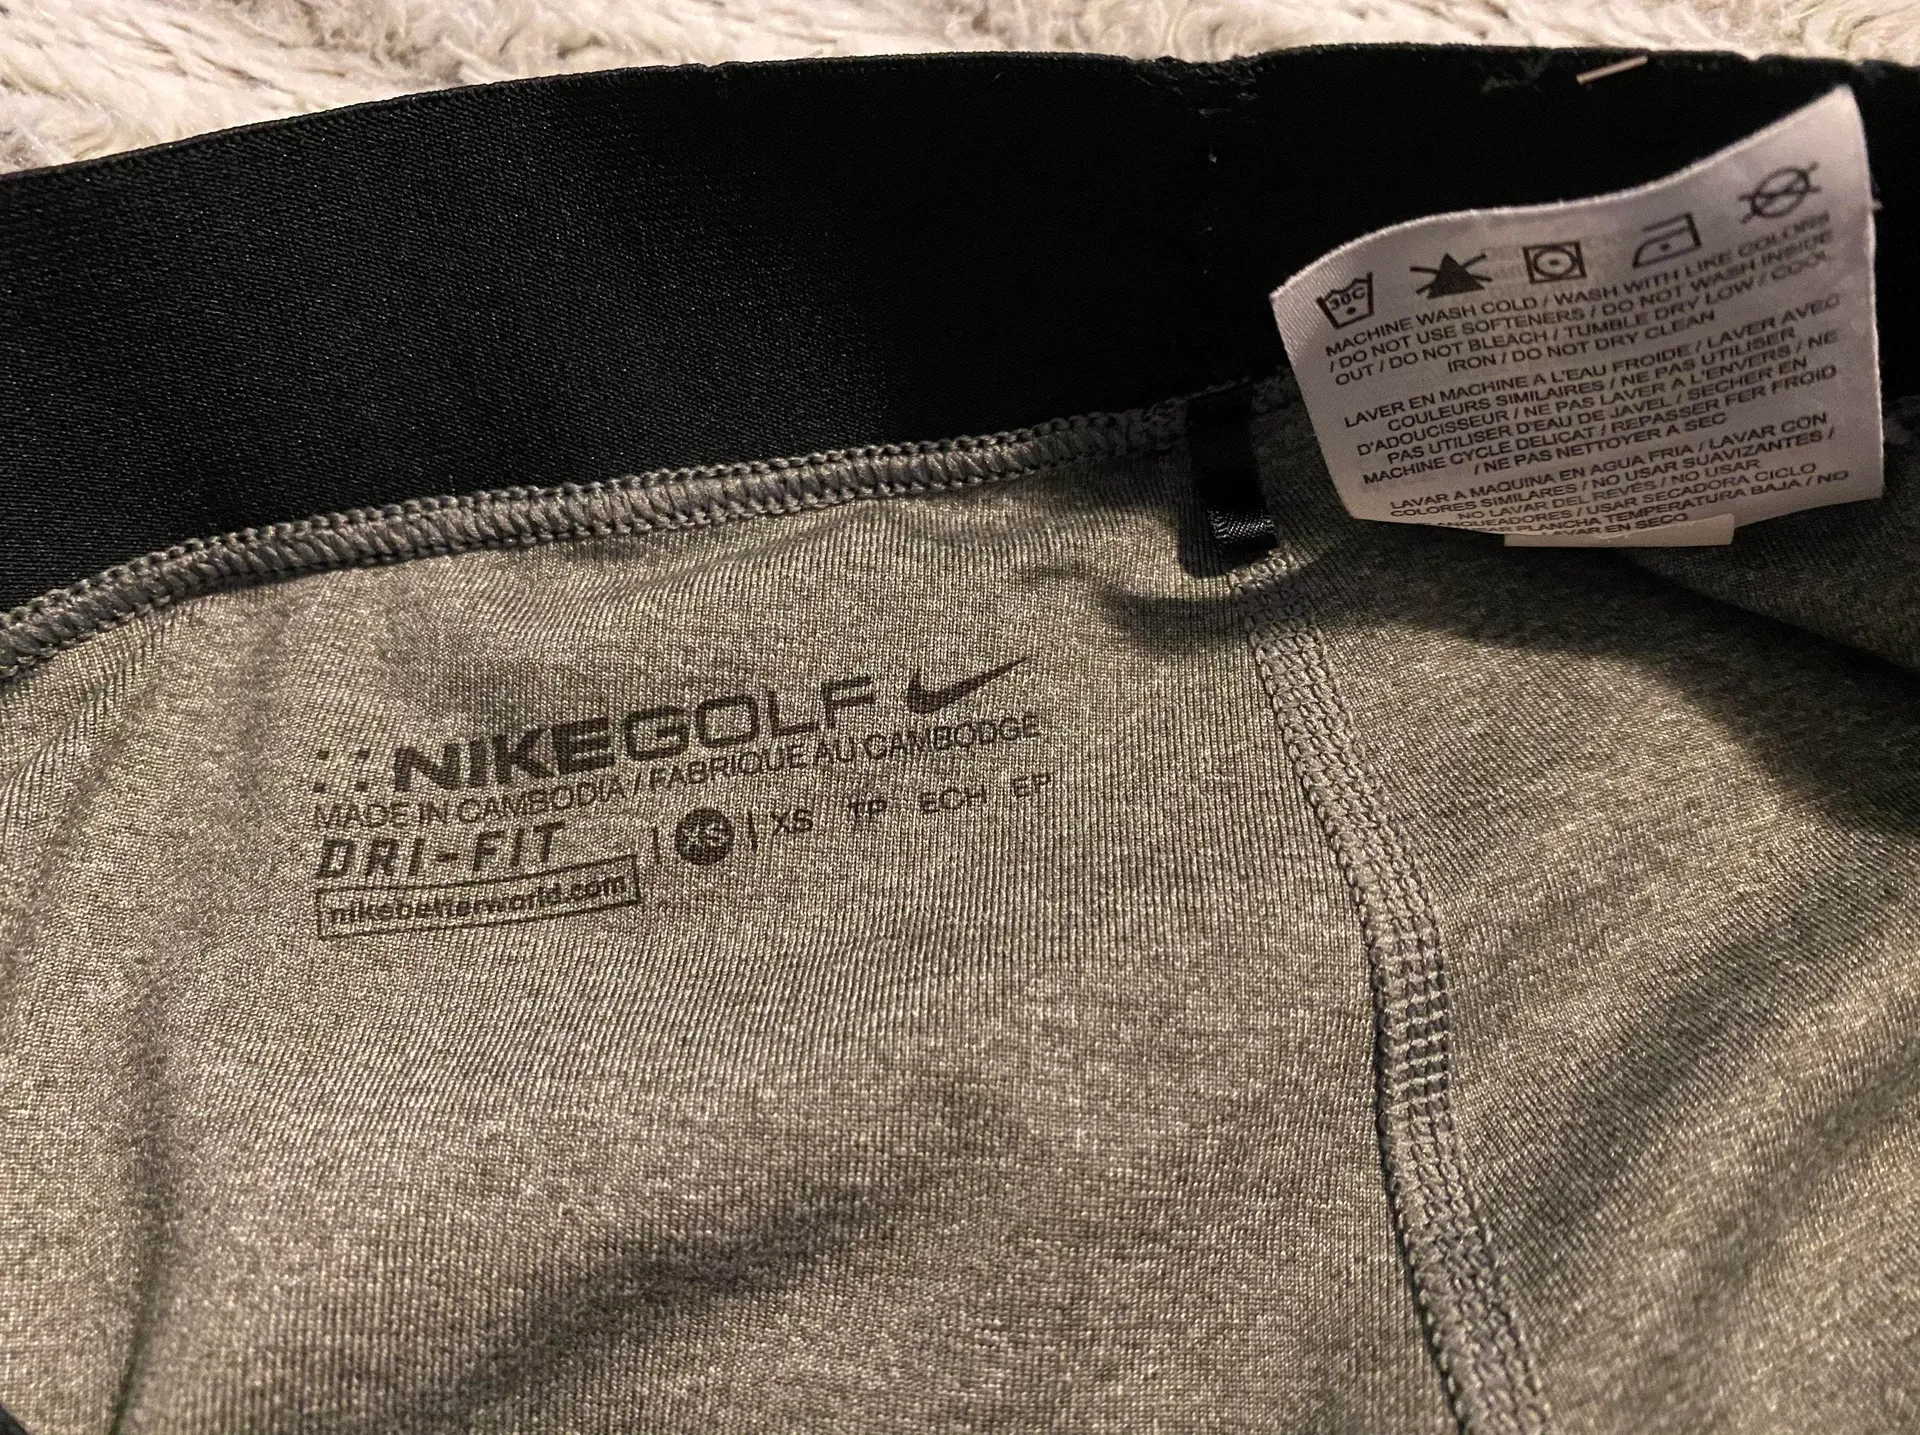 30C
MACHINE WASH COLD / WASH WITH LIKE COLORS
/ DO NOT USE SOFTENERS / DO NOT WASH INSIDE
OUT / DO NOT BLEACH / TUMBLE DRY LOW / COOL
IRON / DO NOT DRY CLEAN
LAVER EN MACHINE A L'EAU FROIDE / LAVER AVEC
COULEURS SIMILAIRES / NE PAS UTILISER
D'ADOUCISSEUR / NE PAS LAVER A L'ENVERS / NE
PAS UTILISER D'EAU DE JAVEL / SECHER EN
MACHINE CYCLE DELICAT / REPASSER FER FROID
/ NE PAS NETTOYER A SEC
LAVAR A MAQUINA EN AGUA FRIA / LAVAR CON
COLORES SIMILARES / NO USAR SUAVIZANTES /
NO LAVAR DEL REVÉS / NO USAR
BLANQUEADORES / USAR SECADORA CICLO
PLANCHA TEMPERATURA BAJA / NO
LAVAR EN SECO
NIKEGOLF
MADE IN CAMBODIA / FABRIQUE AU CAMBODGE
DRI-FIT | XS | XS TP ECH EP
nikebetterworld.com